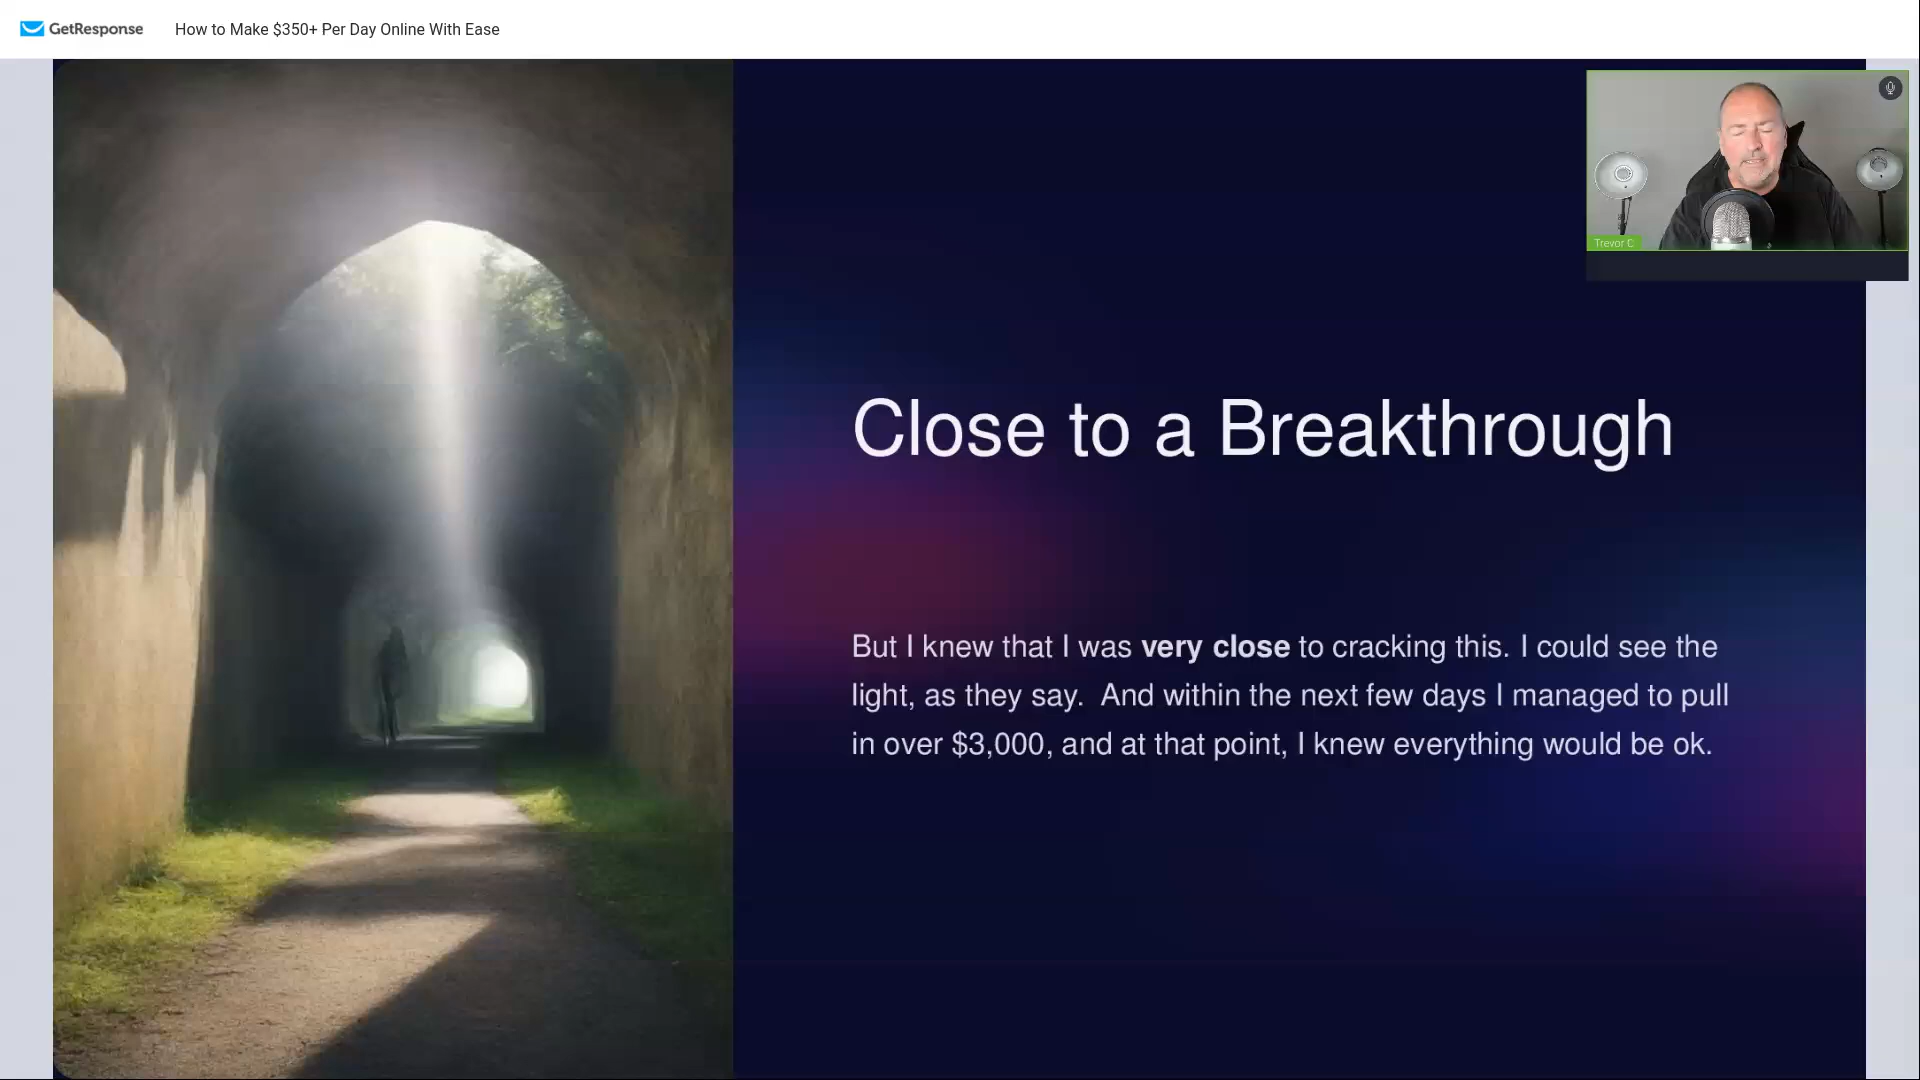 GetResponse
How to Make $350+ Per Day Online With Ease
Trevor C
Close to a Breakthrough
But I knew that I was very close to cracking this. I could see the
light, as they say.  And within the next few days I managed to pull
in over $3,000, and at that point, I knew everything would be ok.